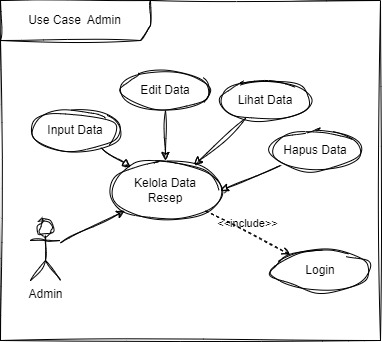 Use Case  Admin
Edit Data
Lihat Data
Input Data
Hapus Data
Kelola Data
Resep
<<include>>
Login
Admin